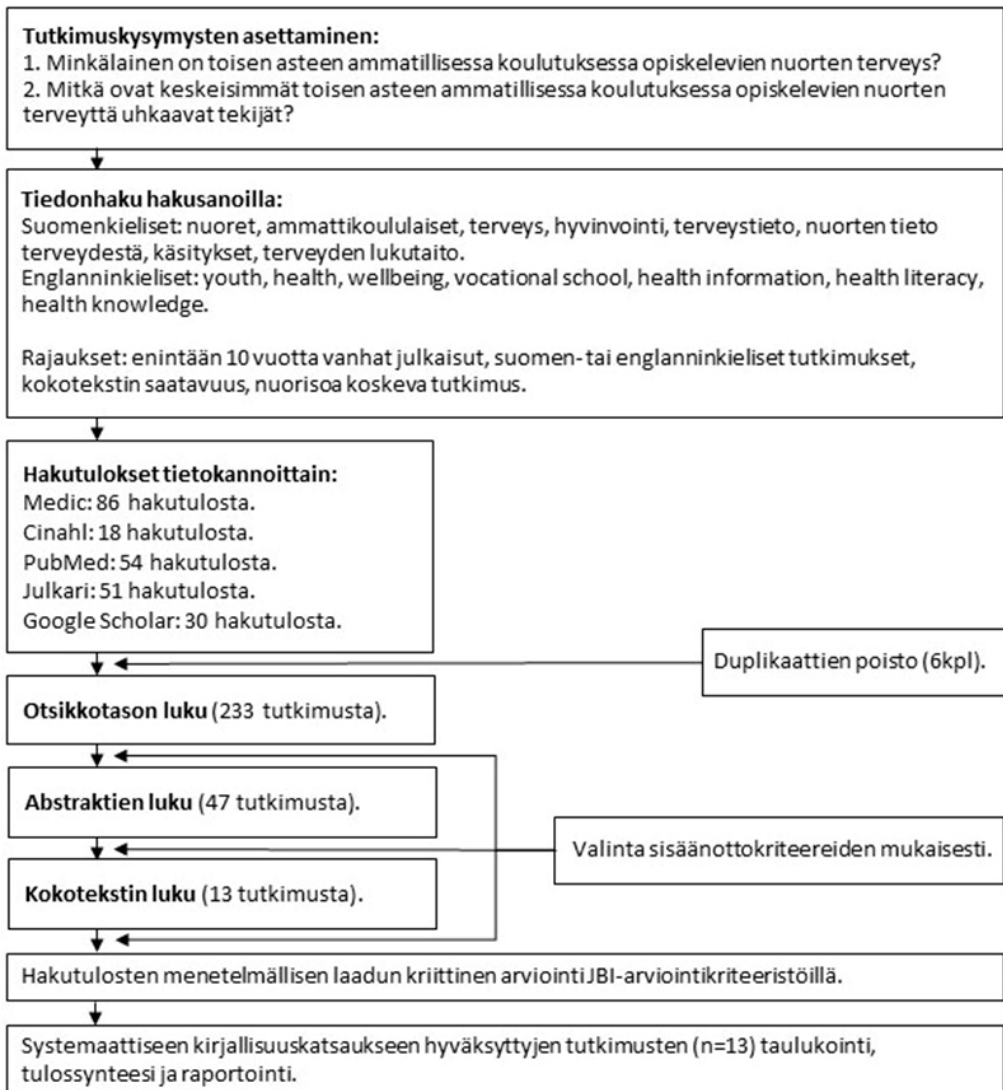 Tutkimuskysymysten asettaminen:
1. Minkälainen on toisen asteen ammatillisessa koulutuksessa opiskelevien nuorten terveys?
2. Mitkä ovat keskeisimmät toisen asteen ammatillisessa koulutuksessa opiskelevien nuorten
terveyttä uhkaavat tekijät?
Tiedonhaku hakusanoilla:
Suomenkieliset: nuoret, ammattikoululaiset, terveys, hyvinvointi, terveystieto, nuorten tieto
terveydestä, käsitykset, terveyden lukutaito.
Englanninkieliset: youth, health, wellbeing, vocational school, health information, health literacy,
health knowledge.
Rajaukset: enintään 10 vuotta vanhat julkaisut, suomen- tai englanninkieliset tutkimukset,
kokotekstin saatavuus, nuorisoa koskeva tutkimus.
Hakutulokset tietokannoittain:
Medic: 86 hakutulosta.
Cinahl: 18 hakutulosta.
PubMed: 54 hakutulosta.
Julkari: 51 hakutulosta.
Google Scholar: 30 hakutulosta.
Duplikaattien poisto (6kpl).
Otsikkotason luku (233 tutkimusta).
Abstraktien luku (47 tutkimusta).
Valinta sisäänottokriteereiden mukaisesti.
Kokotekstin luku (13 tutkimusta).
Hakutulosten menetelmällisen laadun kriittinen arviointi JBI-arviointikriteeristöillä.
Systemaattiseen kirjallisuuskatsaukseen hyväksyttyjen tutkimusten (n=13) taulukointi,
tulossynteesi ja raportointi.